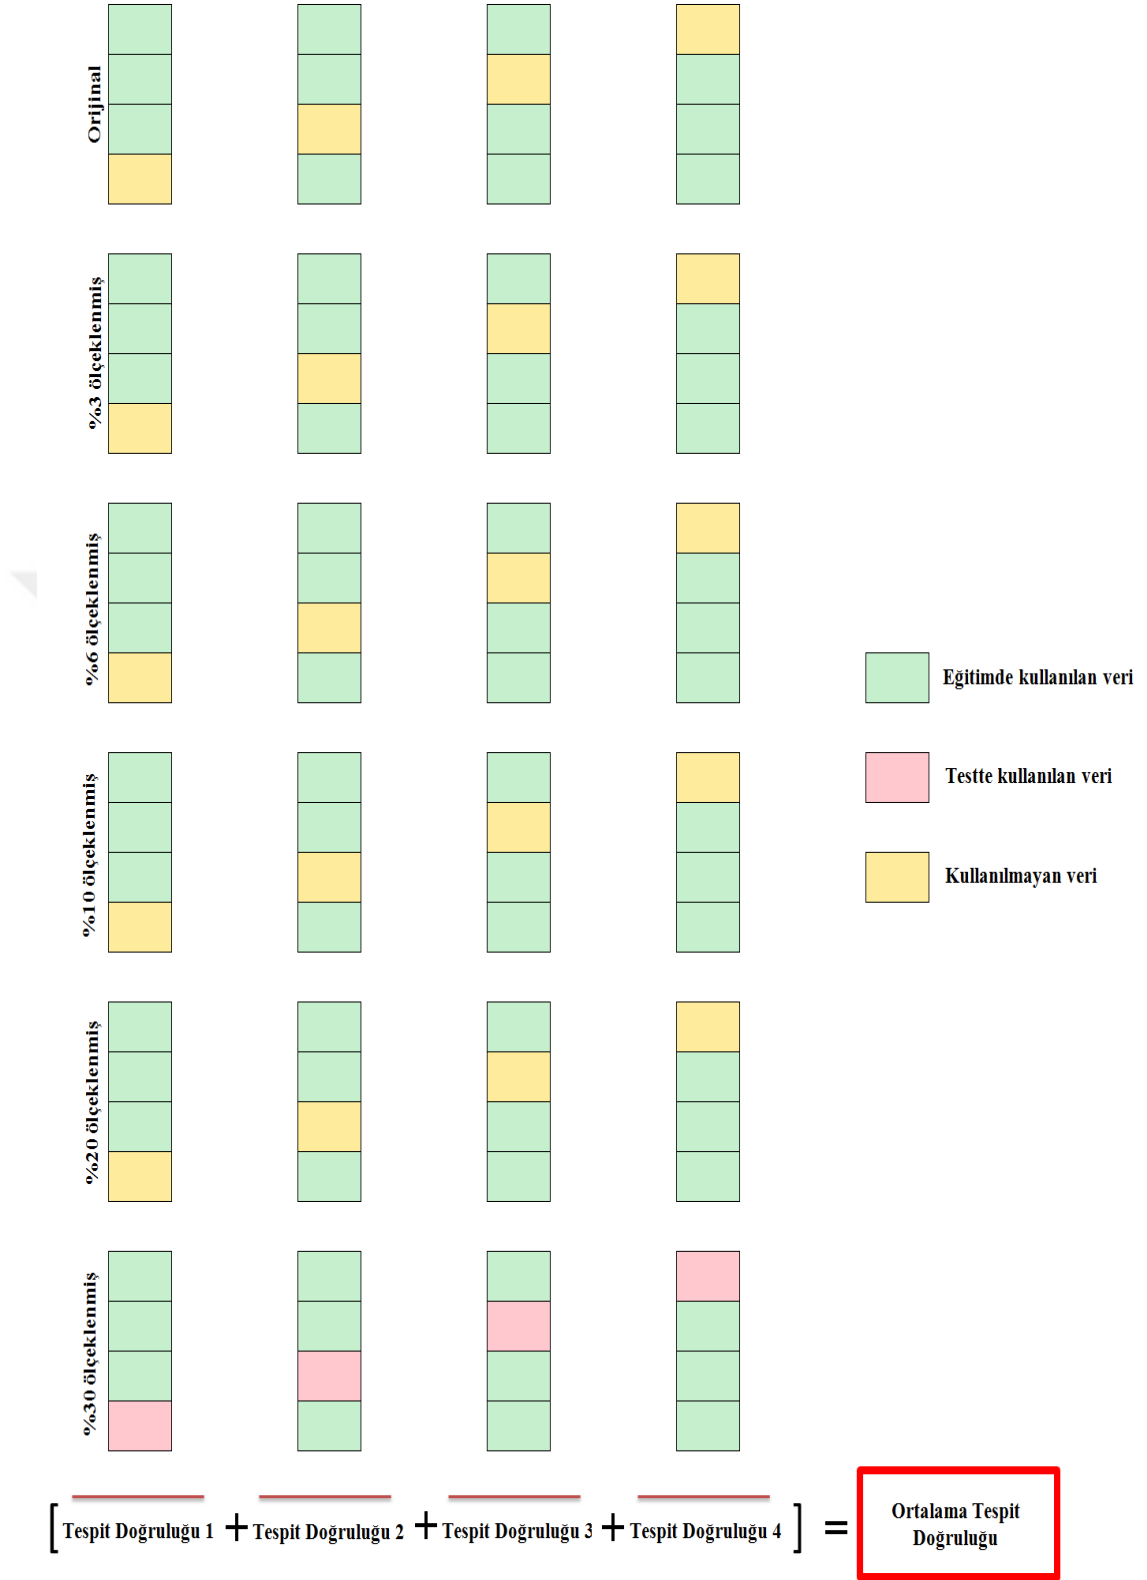 Orijinal
%3 ölçeklenmiş
%6 ölçeklenmiş
%10 ölçeklenmiş
%20 ölçeklenmiş
%30 ölçeklenmiş
Eğitimde kullanılan veri
Testte kullanılan veri
Kullanılmayan veri
[ Tespit Doğruluğu 1 + Tespit Doğruluğu 2 + Tespit Doğruluğu 3 + Tespit Doğruluğu 4 ] =
Ortalama Tespit
Doğruluğu